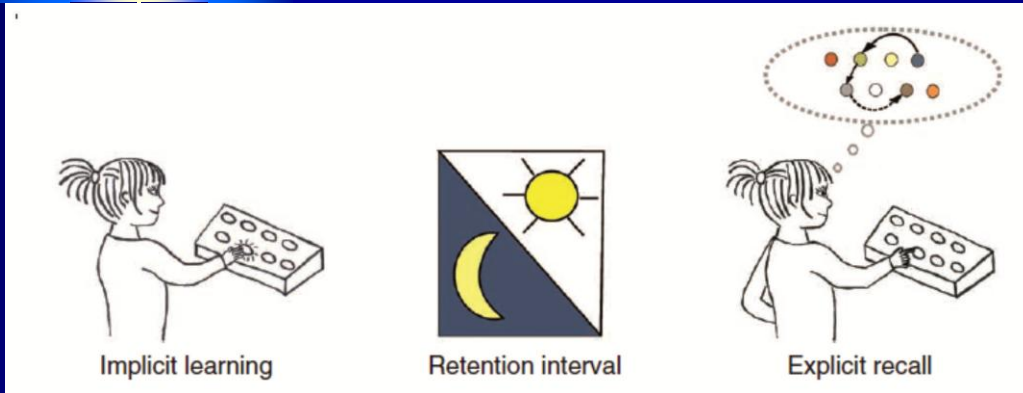 Implicit learning
Retention interval
Explicit recall